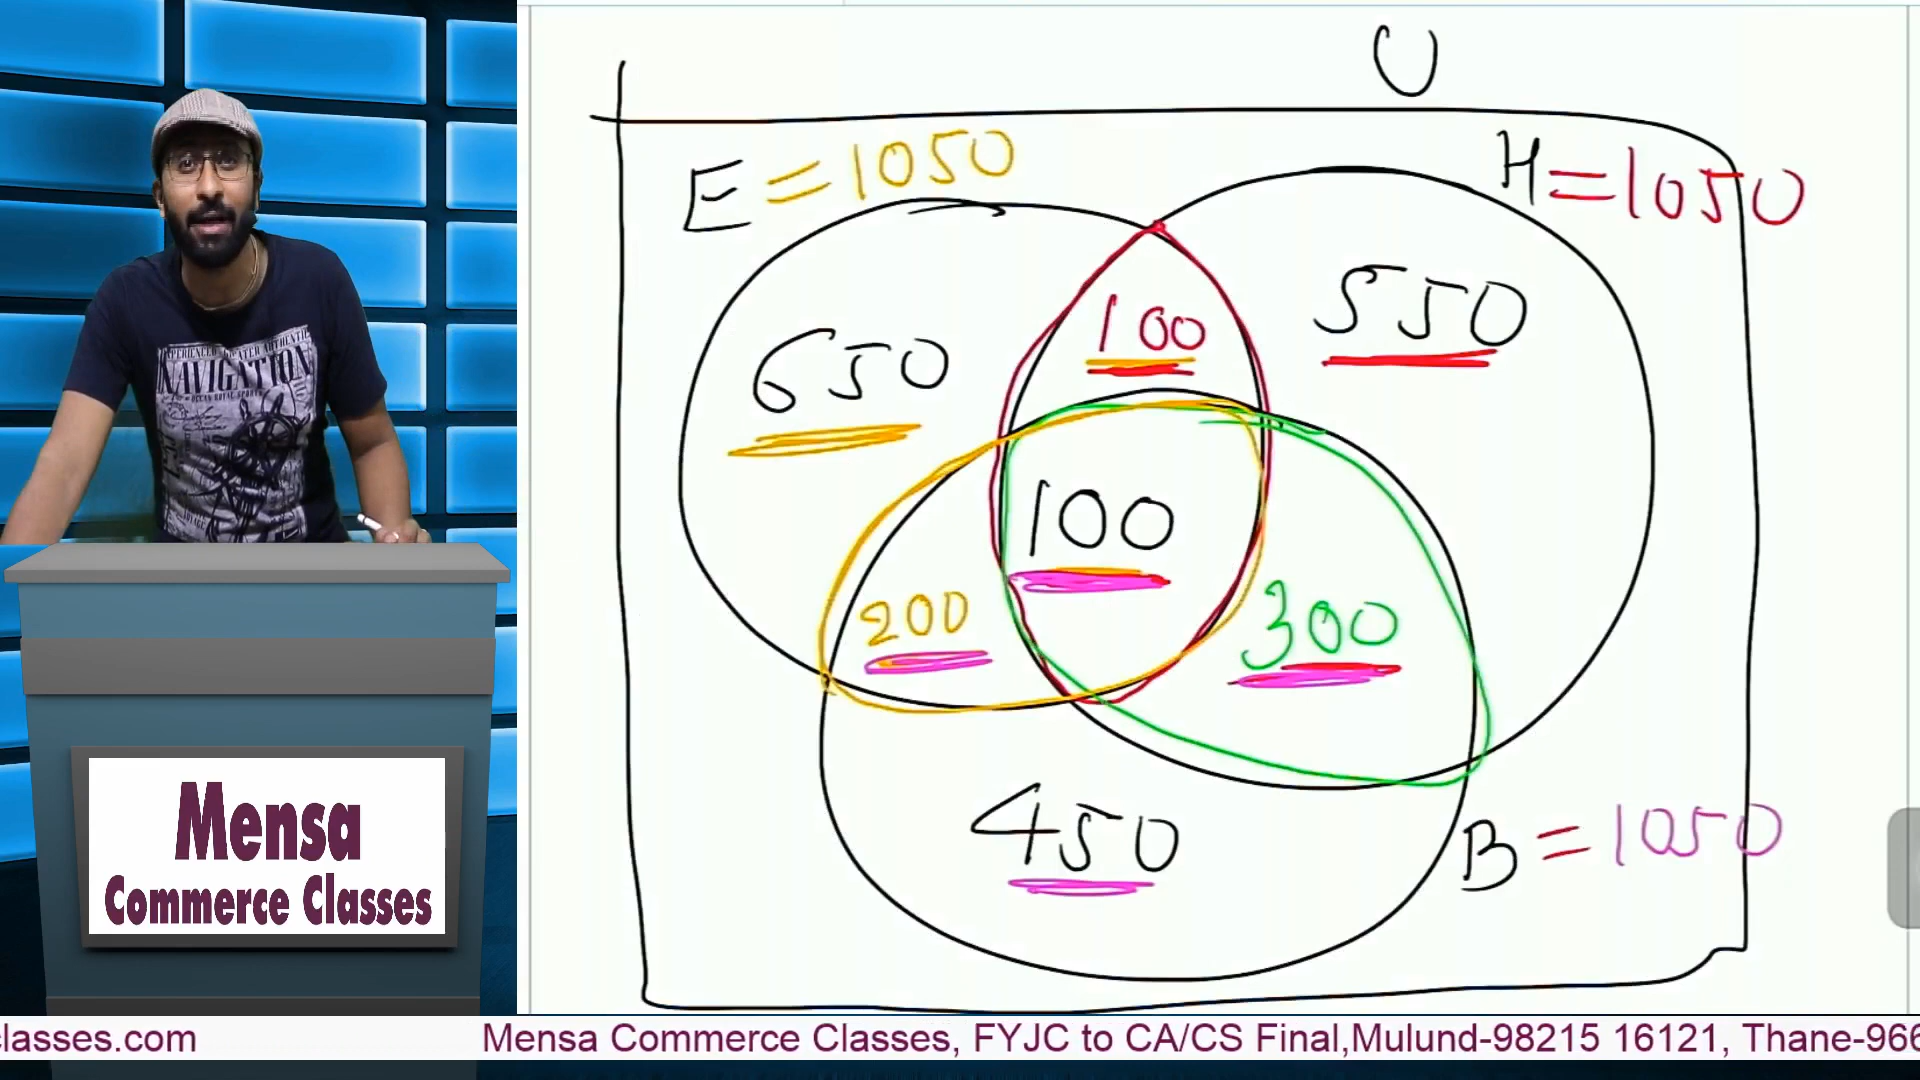 U
E = 1050
H = 1050
550
100
650
100
200
300
450
B = 1050
NAVIGATION
Mensa
Commerce Classes
classes.com Mensa Commerce Classes, FYJC to CA/CS Final,Mulund-98215 16121, Thane-966